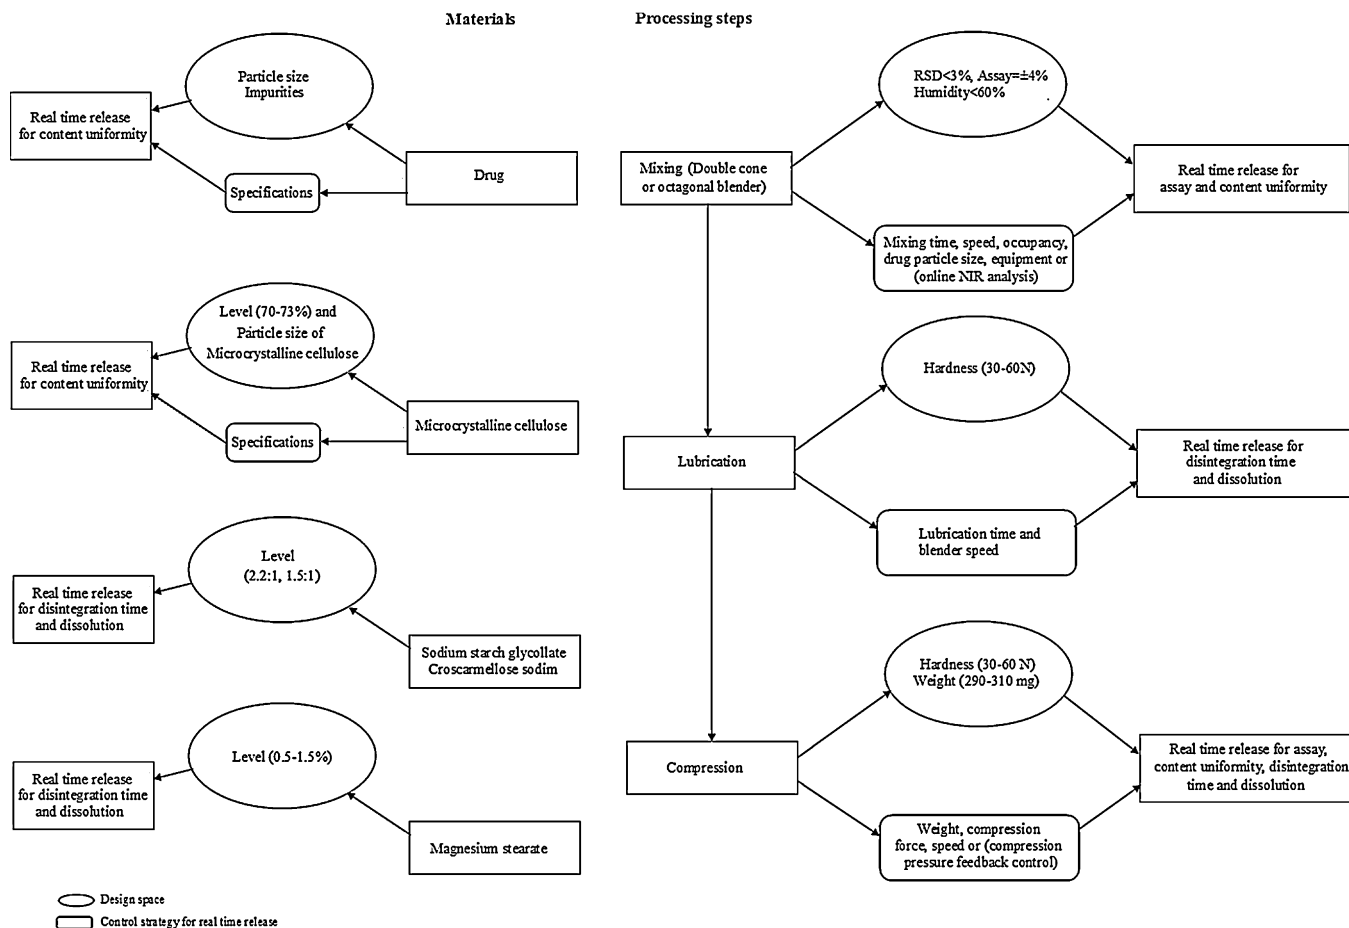 Materials
Processing steps
Particle size
Impurities
Real time release
for content uniformity
Specifications
Drug
Level (70-73%) and
Particle size of
Microcrystalline cellulose
Real time release
for content uniformity
Specifications
Microcrystalline cellulose
Level
(2.2:1, 1.5:1)
Real time release
for disintegration time
and dissolution
Sodium starch glycollate
Croscarmellose sodim
Level (0.5-1.5%)
Real time release
for disintegration time
and dissolution
Magnesium stearate
RSD<3%, Assay=±4%
Humidity<60%
Mixing (Double cone
or octagonal blender)
Real time release for
assay and content uniformity
Mixing time, speed, occupancy,
drug particle size, equipment or
(online NIR analysis)
Hardness (30-60N)
Lubrication
Real time release for
disintegration time
and dissolution
Lubrication time and
blender speed
Hardness (30-60 N)
Weight (290-310 mg)
Compression
Real time release for assay,
content uniformity, disintegration
time and dissolution
Weight, compression
force, speed or (compression
pressure feedback control)
Design space
Control strategy for real time release